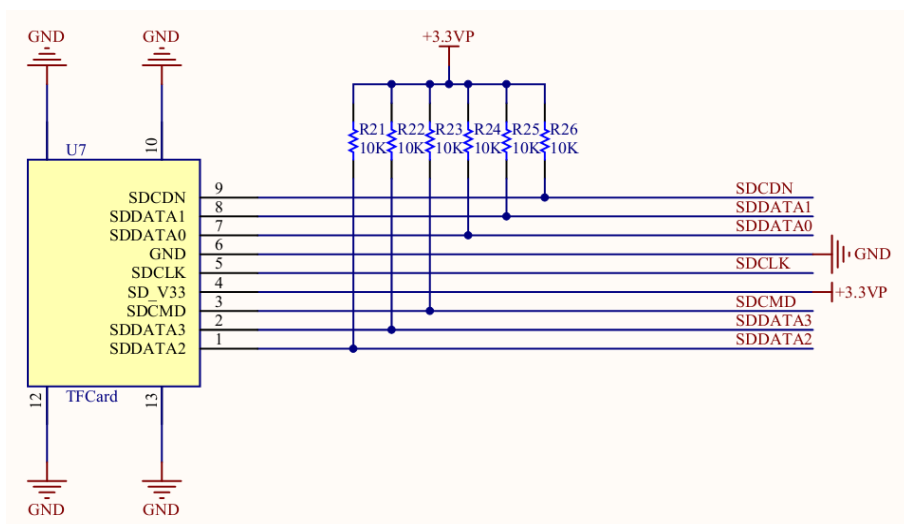 GND GND +3.3VP
U7 10
R21 R22 R23 R24 R25 R26
10K 10K 10K 10K 10K 10K
SDCDN 9 SDCDN
SDDATA1 8 SDDATA1
SDDATA0 7 SDDATA0
GND 6 GND
SDCLK 5 SDCLK
SD_V33 4 +3.3VP
SDCMD 3 SDCMD
SDDATA3 2 SDDATA3
SDDATA2 1 SDDATA2
12 TFCard 13
GND GND